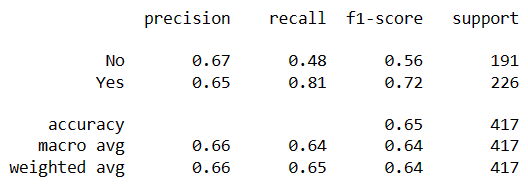 precision recall f1-score support
No 0.67 0.48 0.56 191
Yes 0.65 0.81 0.72 226
accuracy 0.65 417
macro avg 0.66 0.64 0.64 417
weighted avg 0.66 0.65 0.64 417